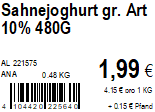 Sahnejoghurt gr. Art
10% 480G
AL 221575
ANA 0.48 KG
1,99 €
4.15 € pro 1 KG
4 104420 225640
+ 0.15 € Pfand